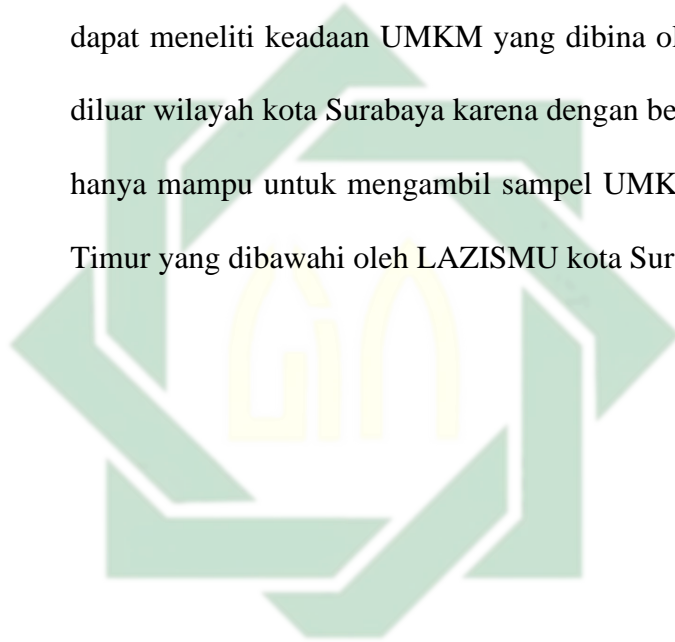 dapat meneliti keadaan UMKM yang dibina
diluar wilayah kota Surabaya karena dengan
hanya mampu untuk mengambil sampel
Timur yang dibawahi oleh LAZISMU kota